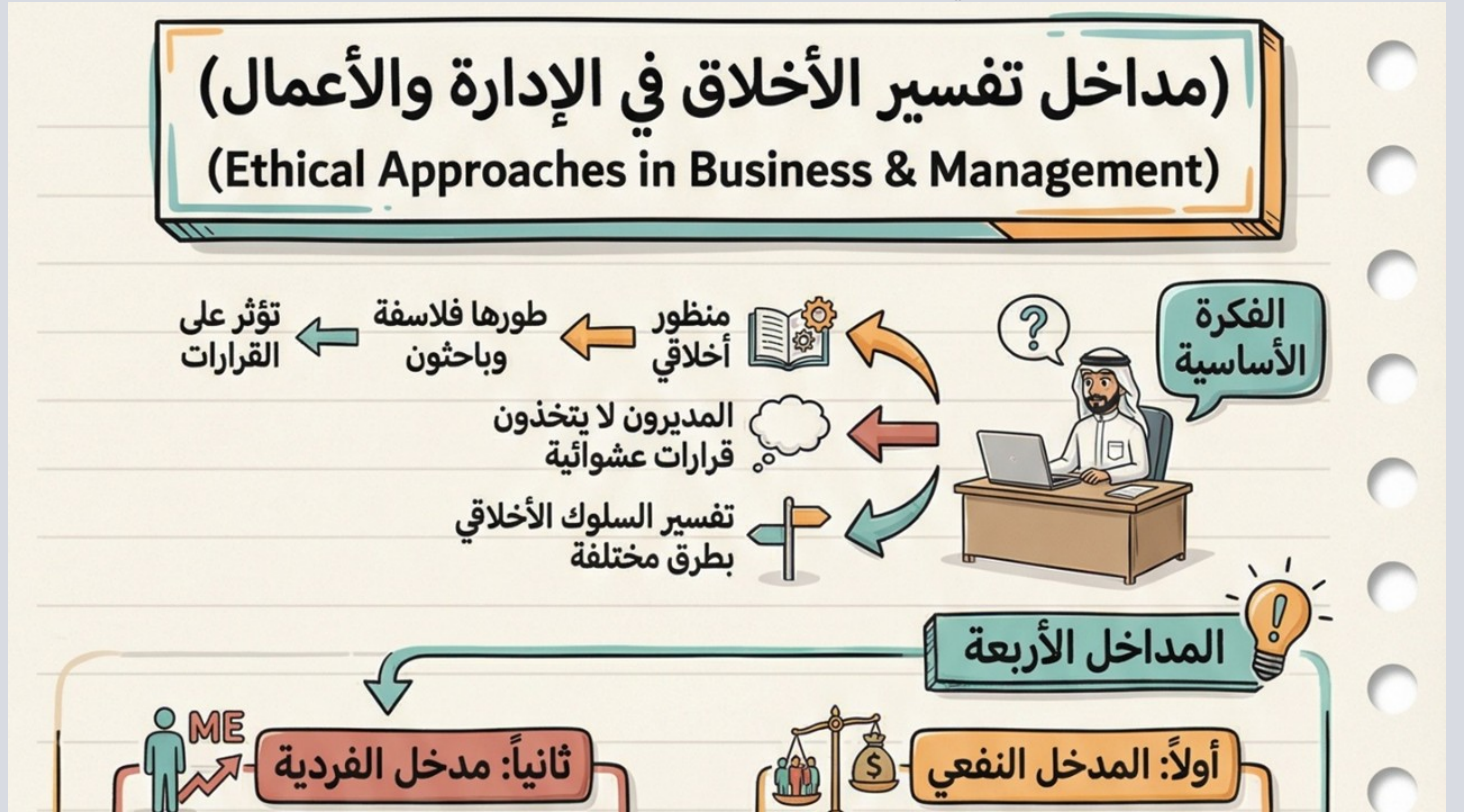 (مداخل تفسير الأخلاق في الإدارة والأعمال)
(Ethical Approaches in Business & Management)
الفكرة
الأساسية
?
منظور
أخلاقي
طورها فلاسفة
وباحثون
تؤثر على
القرارات
المديرون لا يتخذون
قرارات عشوائية
تفسير السلوك الأخلاقي
بطرق مختلفة
!
المداخل الأربعة
أولاً: المدخل النفعي
$
ثانياً: مدخل الفردية
ME